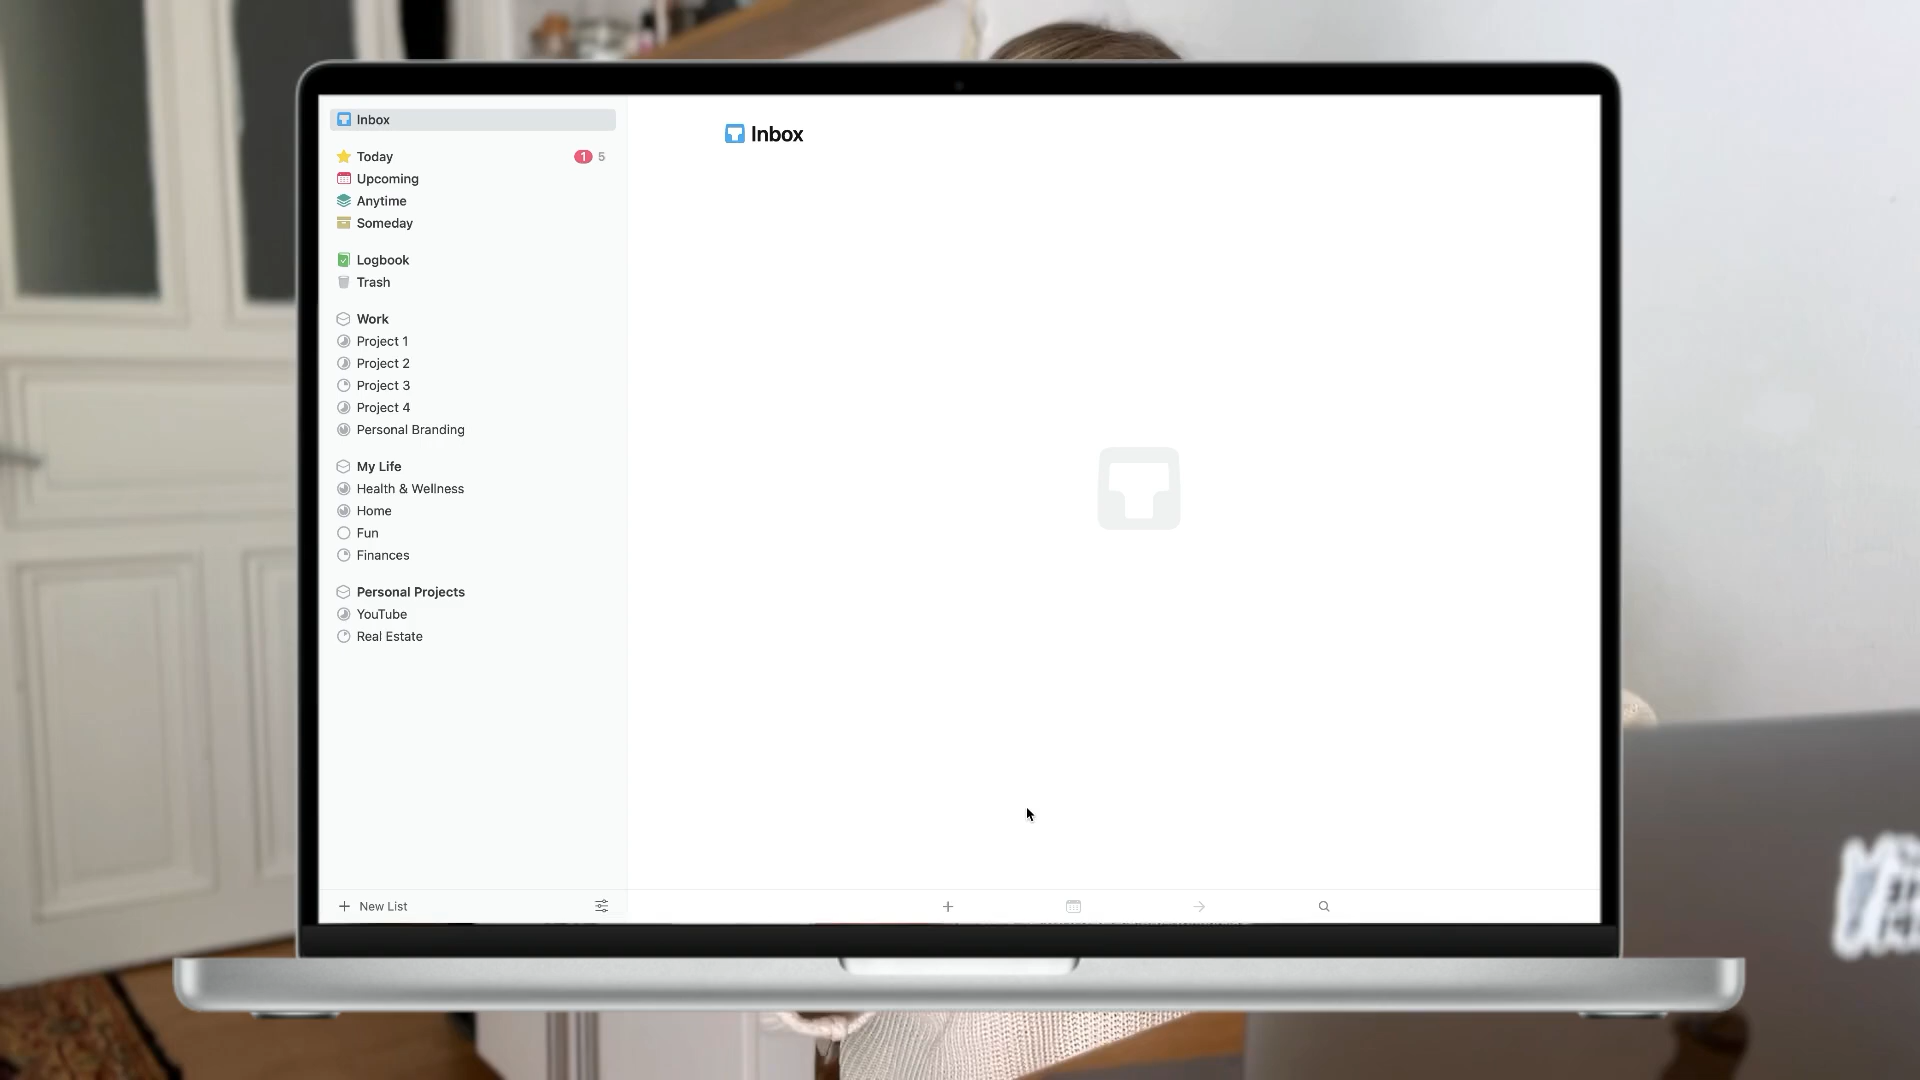 Inbox
Today 1 5
Upcoming
Anytime
Someday
Logbook
Trash
Work
Project 1
Project 2
Project 3
Project 4
Personal Branding
My Life
Health & Wellness
Home
Fun
Finances
Personal Projects
YouTube
Real Estate
New List
Inbox